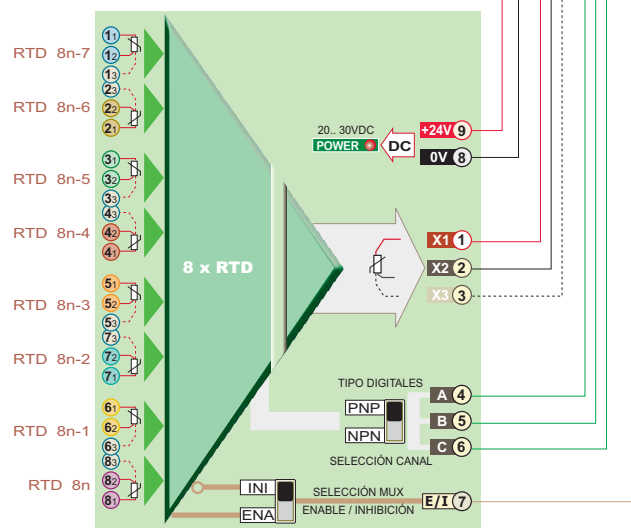 RTD 8n-7
11
12
13
RTD 8n-6
23
22
21
RTD 8n-5
31
32
33
RTD 8n-4
43
42
41
RTD 8n-3
51
52
53
RTD 8n-2
73
72
71
RTD 8n-1
61
62
63
RTD 8n
83
82
81
8 x RTD
20.. 30VDC
POWER
DC
+24V 9
0V 8
X1 1
X2 2
X3 3
TIPO DIGITALES
PNP
NPN
SELECCIÓN CANAL
A 4
B 5
C 6
INI
ENA
SELECCIÓN MUX
ENABLE / INHIBICIÓN
E/I 7